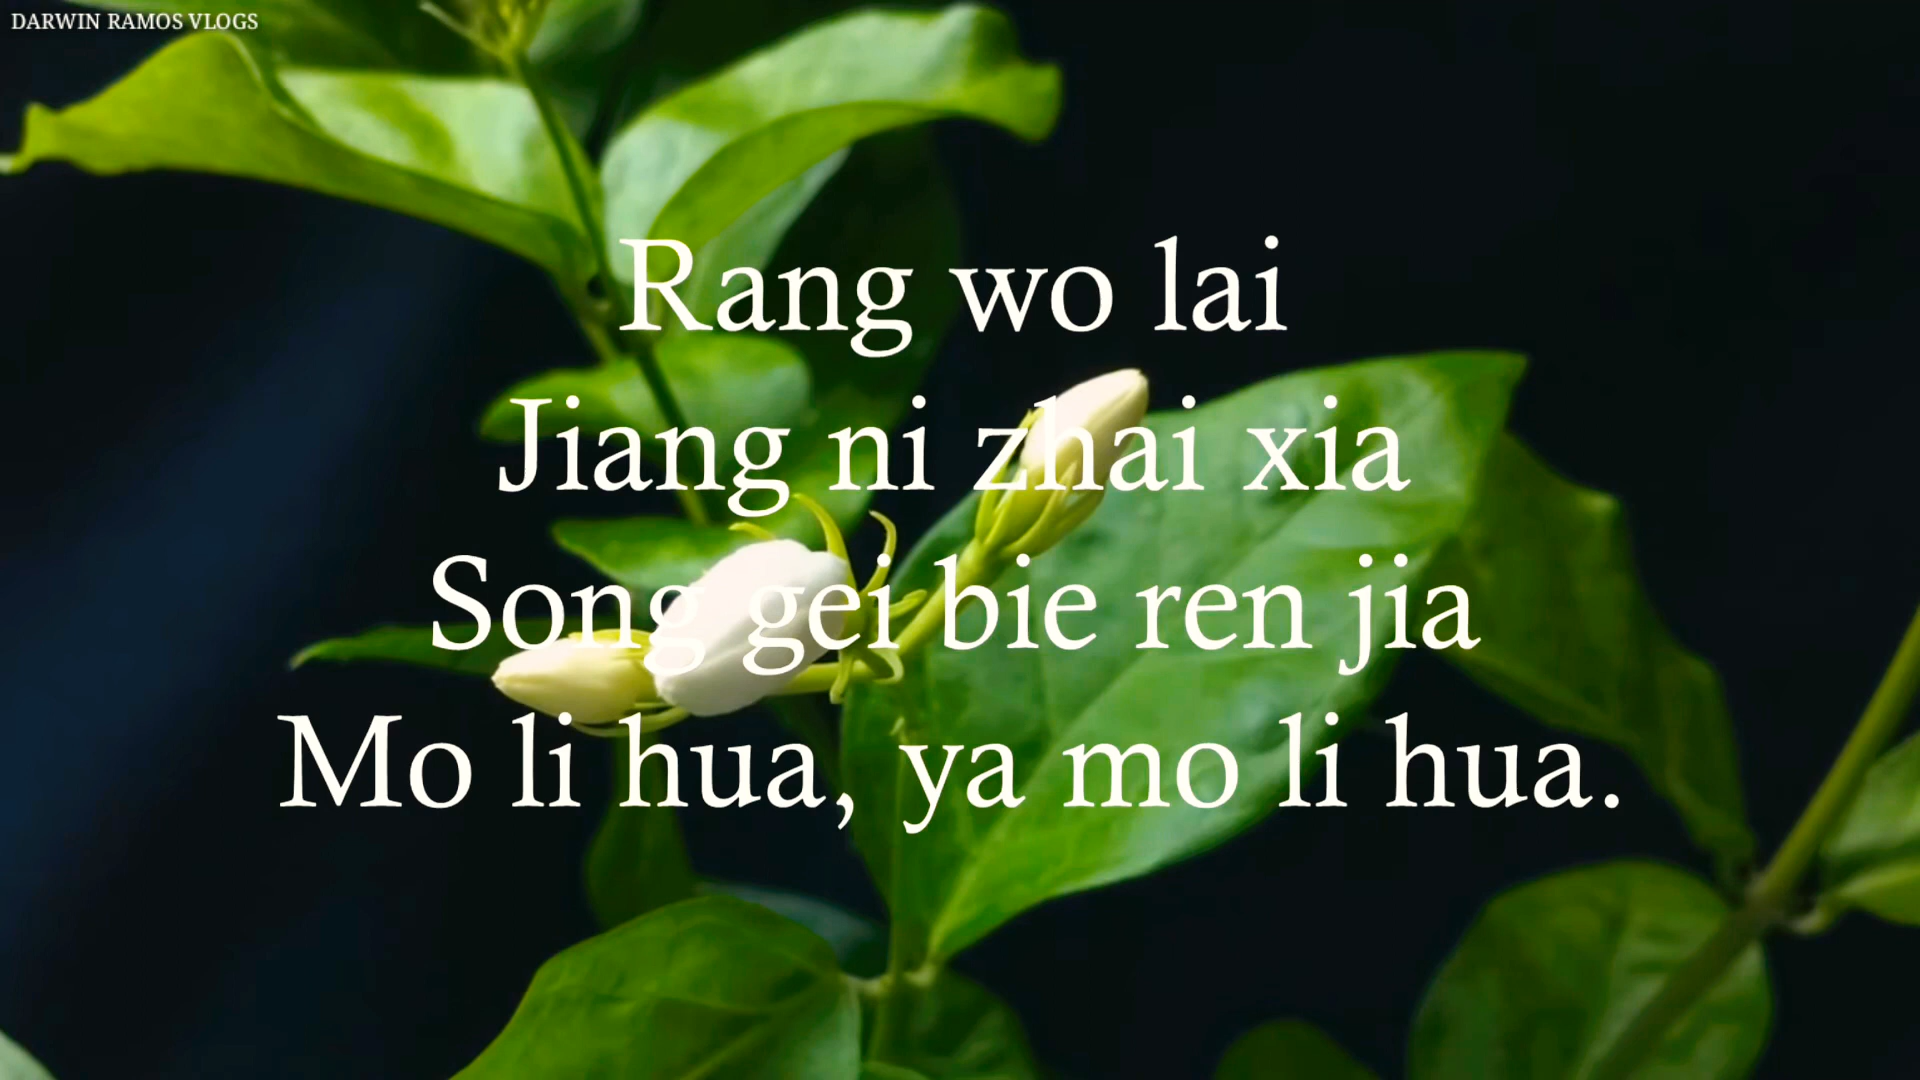 DARWIN RAMOS VLOGS
Rang wo lai
Jiang ni zhai xia
Song gei bie ren jia
Mo li hua, ya mo li hua.